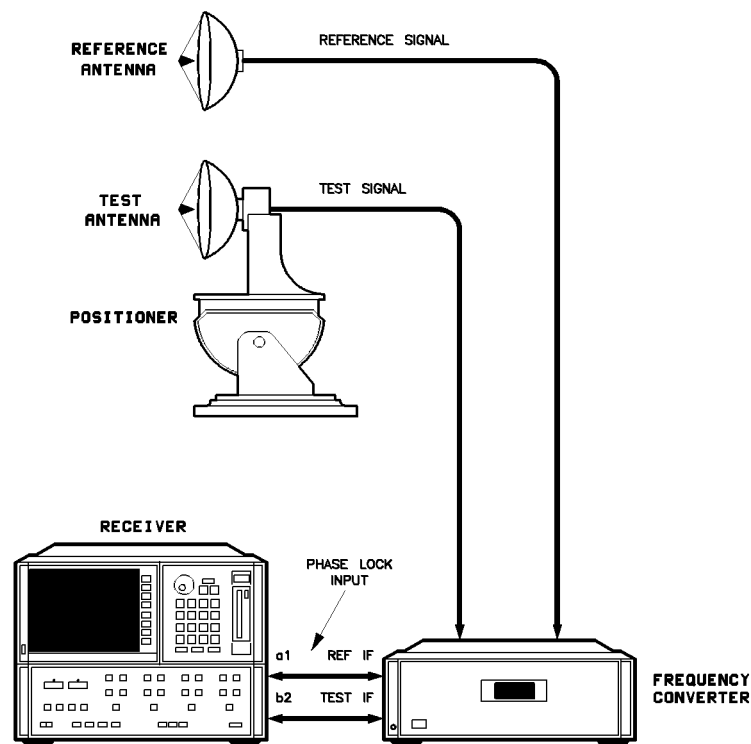 REFERENCE SIGNAL
REFERENCE
ANTENNA
TEST SIGNAL
TEST
ANTENNA
POSITIONER
RECEIVER
PHASE LOCK
INPUT
a1 REF IF
b2 TEST IF
FREQUENCY
CONVERTER